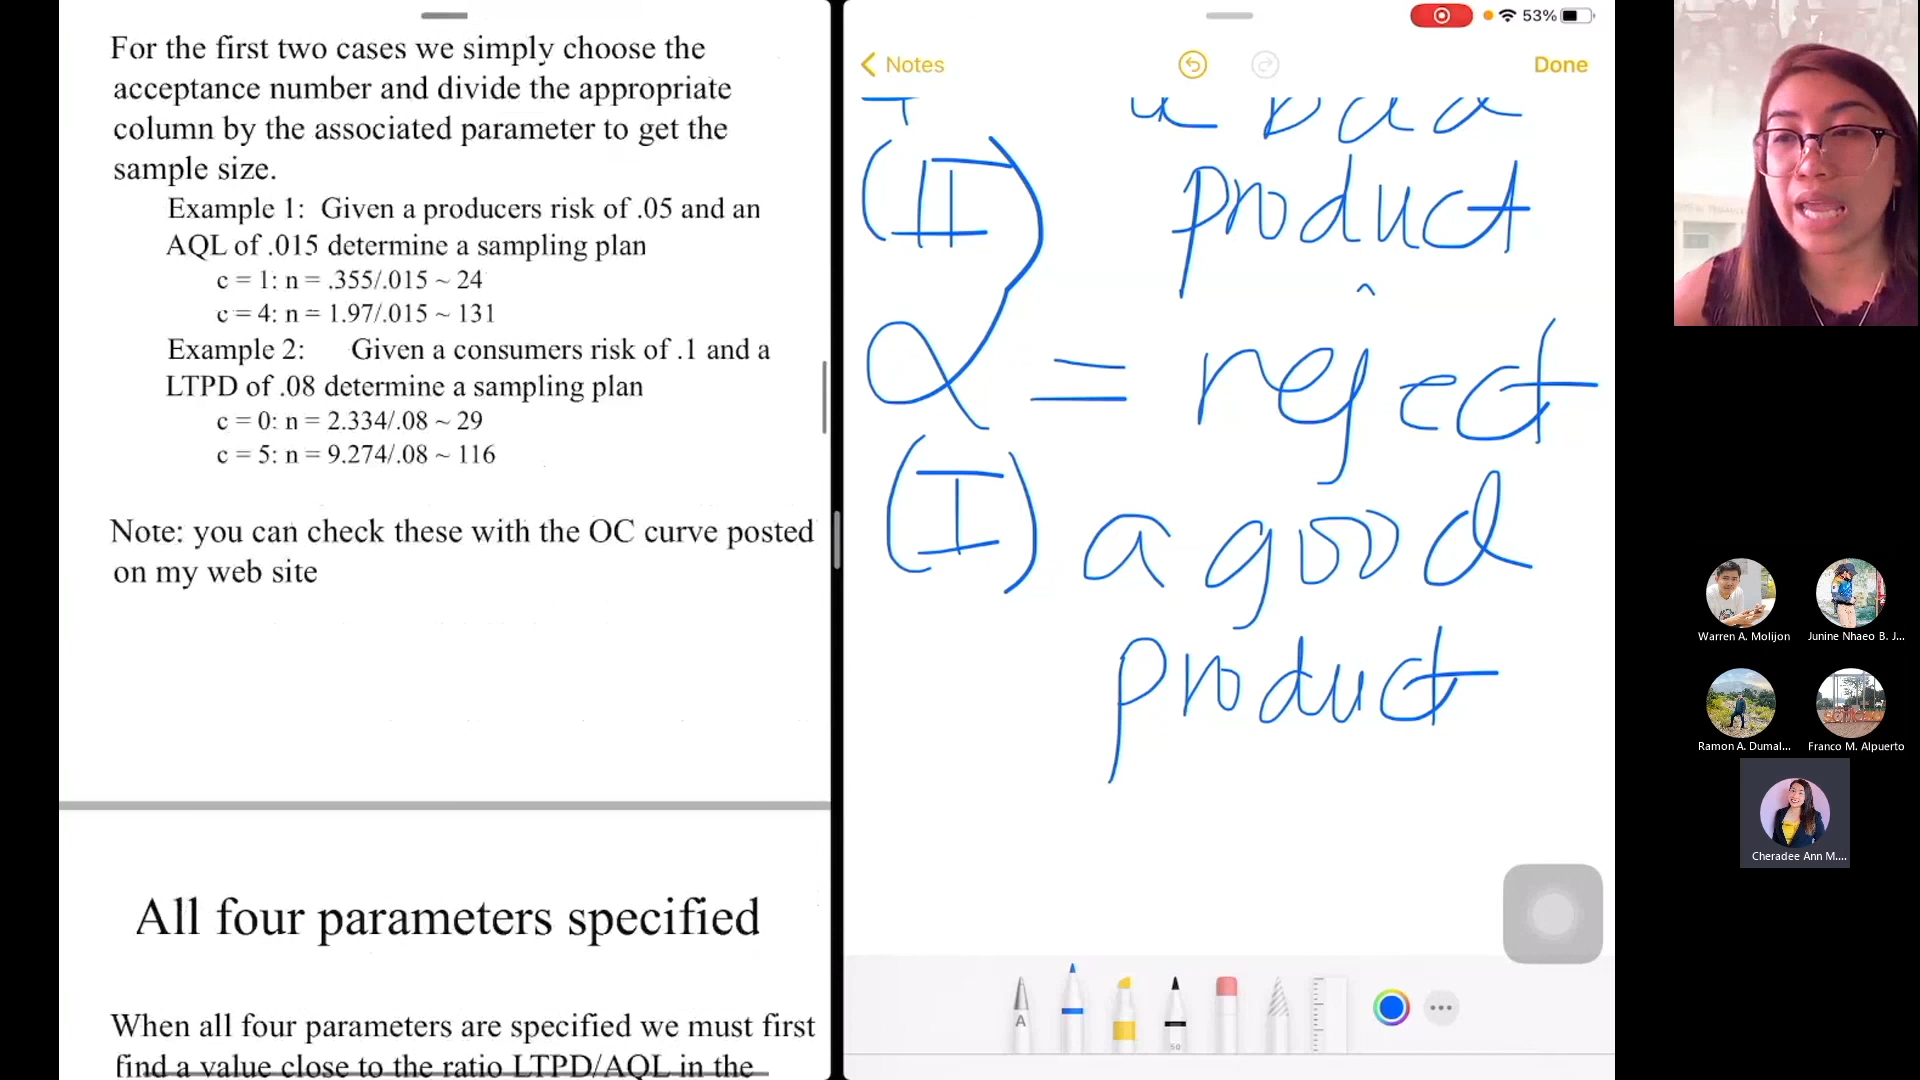 For the first two cases we simply choose the
acceptance number and divide the appropriate
column by the associated parameter to get the
sample size.
Example 1: Given a producers risk of .05 and an
AQL of .015 determine a sampling plan
c = 1: n = .355/.015 ~ 24
c = 4: n = 1.97/.015 ~ 131
Example 2: Given a consumers risk of .1 and a
LTPD of .08 determine a sampling plan
c = 0: n = 2.334/.08 ~ 29
c = 5: n = 9.274/.08 ~ 116
Note: you can check these with the OC curve posted
on my web site
All four parameters specified
When all four parameters are specified we must first
find a value close to the ratio LTPD/AQL in the
53%
Notes
Done
a bad
(II) product
α = reject
(I) a good
product
A
50
Warren A. Molijon
Junine Nhaeo B. J...
Ramon A. Dumal...
Franco M. Alpuerto
Cheradee Ann M....